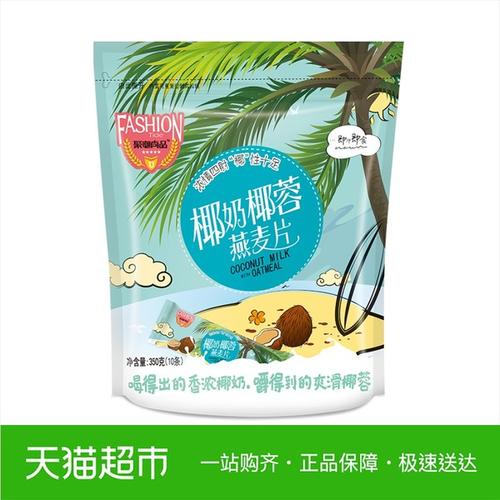 FASHION
Tide
聚潮尚品
即冲即食
浓情四射“椰”性十足
椰奶椰蓉
燕麦片
COCONUT MILK
WITH OATMEAL
椰奶椰蓉
燕麦片
净含量:350克(10条)
喝得出的香浓椰奶.嚼得到的爽滑椰蓉
天猫超市
一站购齐·正品保障·极速送达